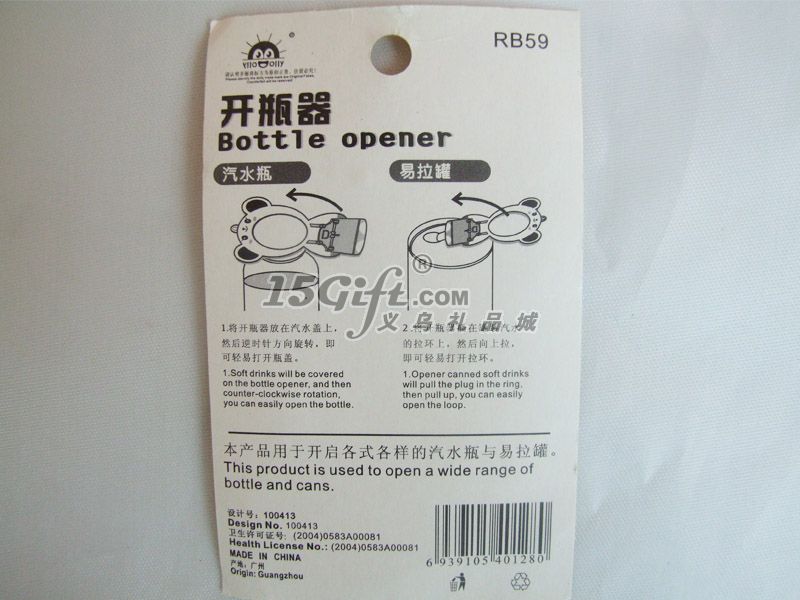 RB59
开瓶器
Bottle opener
汽水瓶
易拉罐
15Gift.com®
义乌礼品城
1.将开瓶器放在汽水盖上,
然后逆时针方向旋转,即
可轻易打开瓶盖。
1.Soft drinks will be covered
on the bottle opener, and then
counter-clockwise rotation,
you can easily open the bottle.
2.将开瓶器 在 汽水
的拉环上,然后向上拉,
即可轻易打开拉环。
1.Opener canned soft drinks
will pull the plug in the ring,
then pull up, you can easily
open the loop.
本产品用于开启各式各样的汽水瓶与易拉罐。
This product is used to open a wide range of
bottle and cans.
设计号: 100413
Design No. 100413
卫生许可证号: (2004)0583A00081
Health License No.: (2004)0583A00081
MADE IN CHINA
产地: 广州
Origin: Guangzhou
6 939105 401280